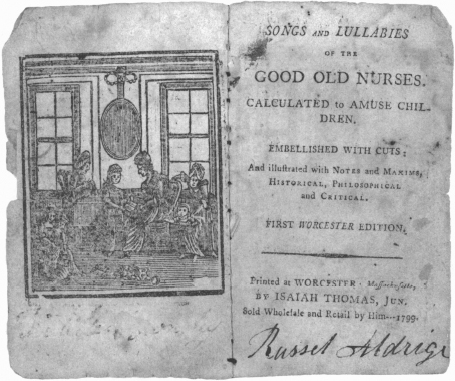 SONGS AND LULLABIES
OF THE
GOOD OLD NURSES.
CALCULATED to AMUSE CHIL-
DREN.
EMBELLISHED WITH CUTS;
And illuſtrated with NOTES and MAXIMS,
HISTORICAL, PHILOSOPHICAL
and CRITICAL.
FIRST WORCESTER EDITION.
Printed at WORCESTER, Maſſachuſetts,
BY ISAIAH THOMAS, JUN.
Sold Wholeſale and Retail by Him—1799.
Russel Aldrige